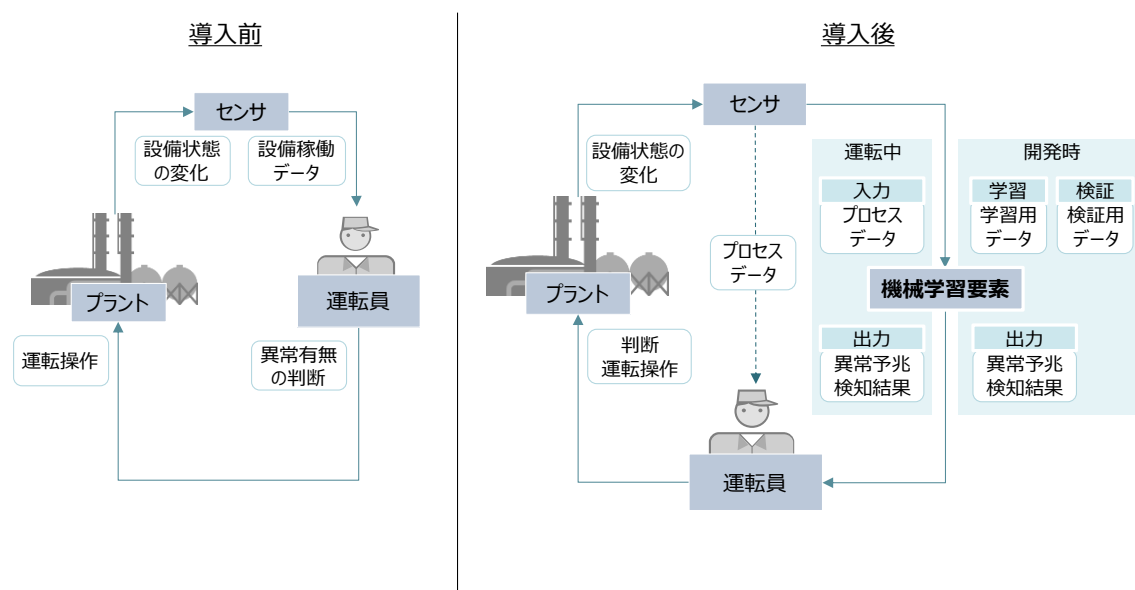 導入前
センサ
設備状態
の変化
設備稼働
データ
プラント
運転員
運転操作
異常有無
の判断
導入後
センサ
設備状態の
変化
プロセス
データ
プラント
判断
運転操作
運転員
運転中
入力
プロセス
データ
開発時
学習
学習用
データ
検証
検証用
データ
機械学習要素
出力
異常予兆
検知結果
出力
異常予兆
検知結果